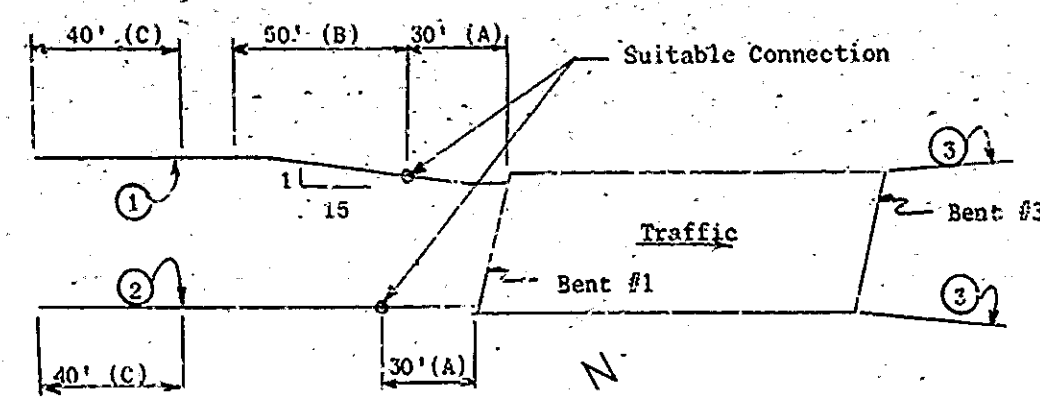 40' (C)
50' (B)
30' (A)
Suitable Connection
1
15
1
3
Bent #3
Traffic
2
Bent #1
3
40' (C)
30'(A)
N